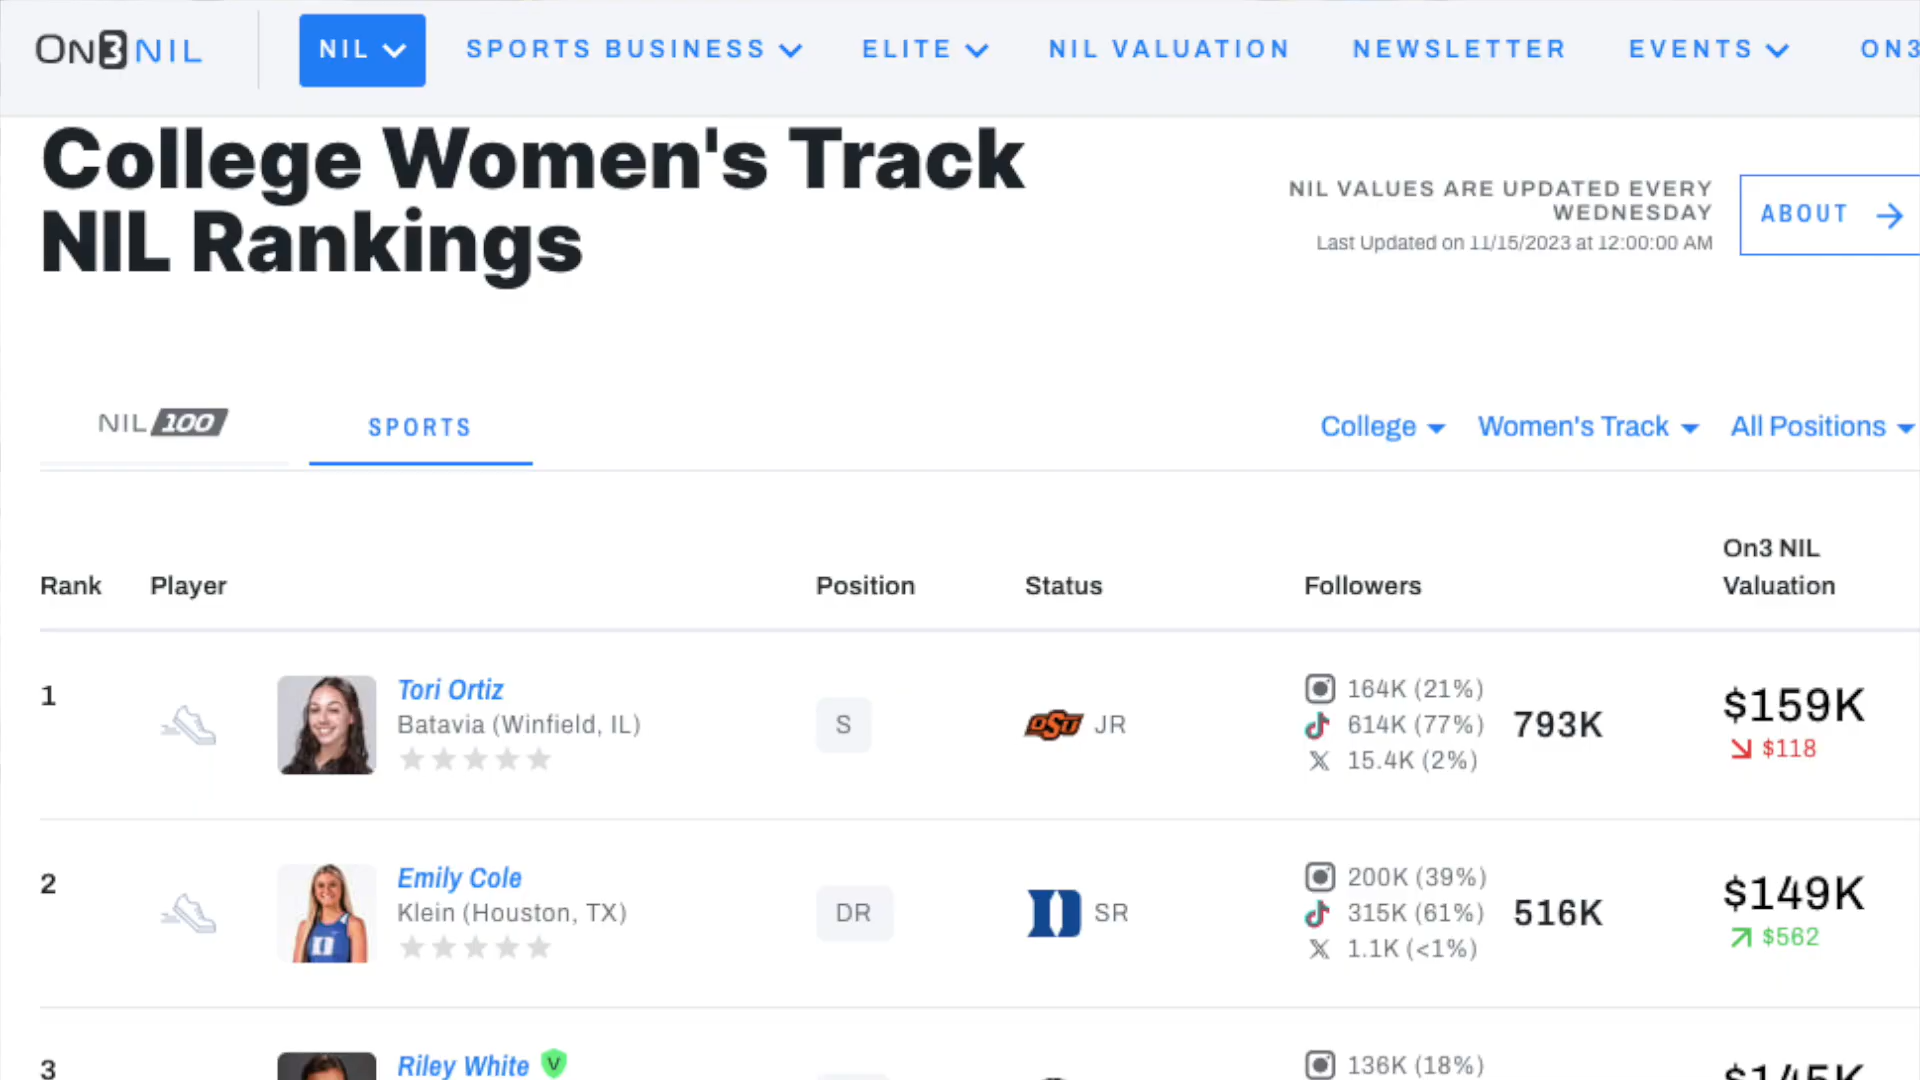 ON3 NIL
NIL
SPORTS BUSINESS
ELITE
NIL VALUATION
NEWSLETTER
EVENTS
ON3
College Women's Track
NIL Rankings
NIL VALUES ARE UPDATED EVERY
WEDNESDAY
Last Updated on 11/15/2023 at 12:00:00 AM
ABOUT
NIL 100
SPORTS
College
Women's Track
All Positions
Rank
Player
Position
Status
Followers
On3 NIL
Valuation
1
Tori Ortiz
Batavia (Winfield, IL)
S
OSU
JR
164K (21%)
614K (77%)
15.4K (2%)
793K
$159K
$118
2
Emily Cole
Klein (Houston, TX)
DR
D
SR
200K (39%)
315K (61%)
1.1K (<1%)
516K
$149K
$562
3
Riley White
V
136K (18%)
$145K